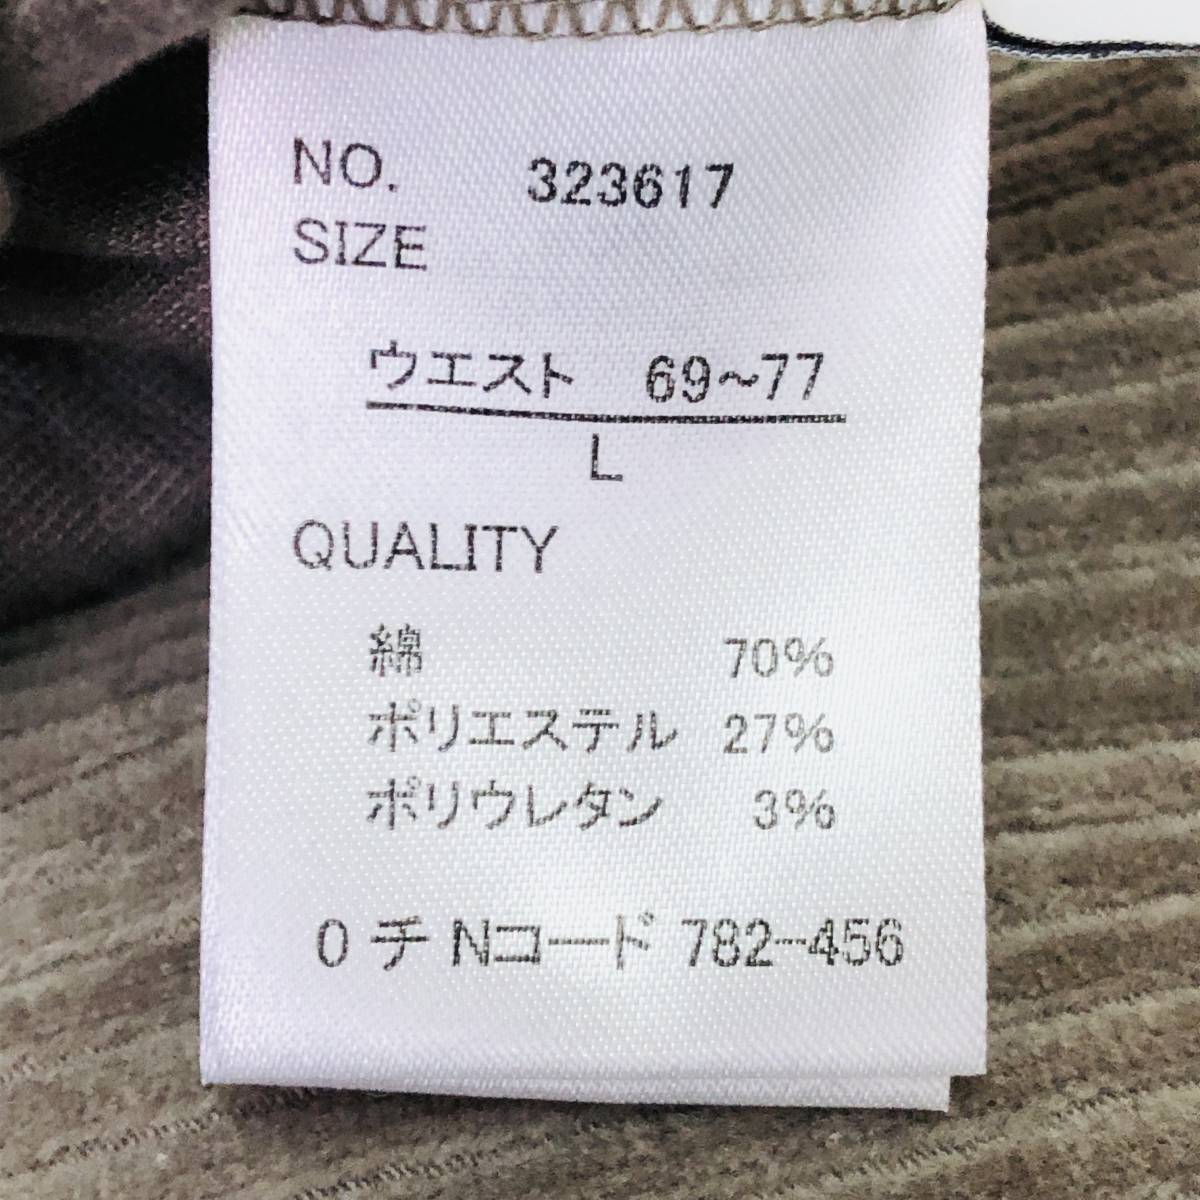 NO. 323617
SIZE
ウエスト 69~77
L
QUALITY
綿 70%
ポリエステル 27%
ポリウレタン 3%
0 チ Nコード 782-456